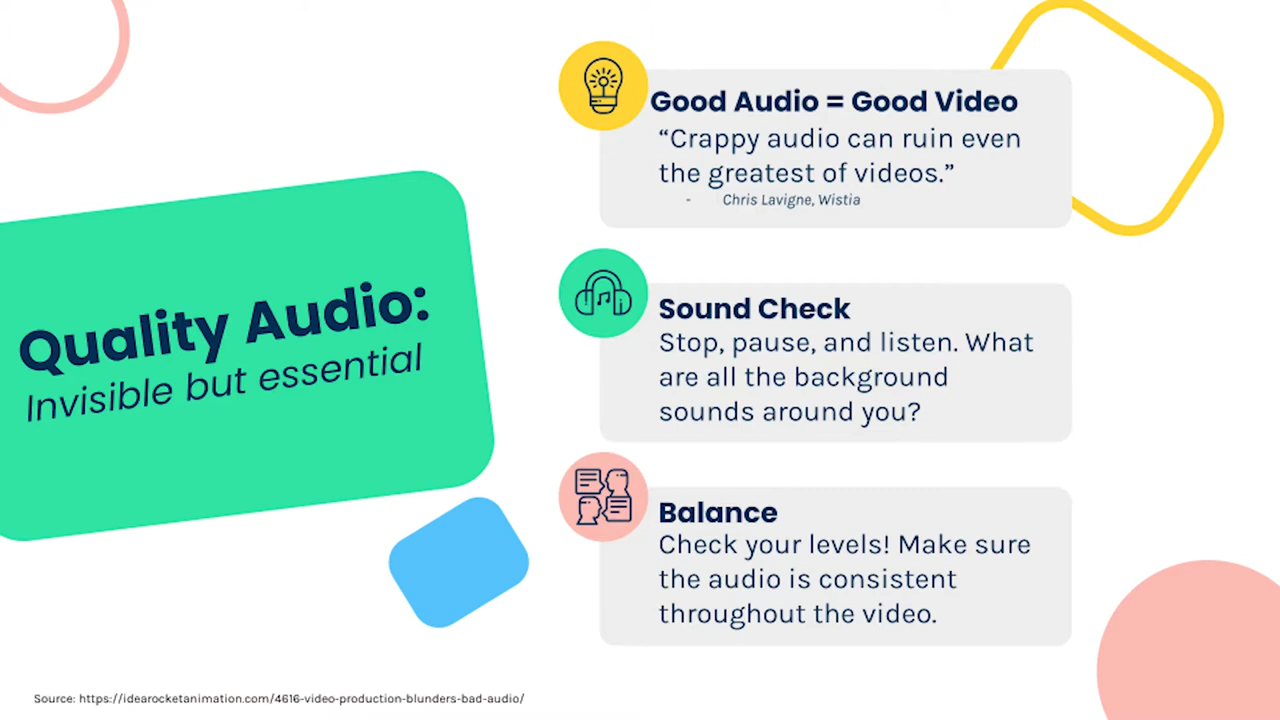 Quality Audio:
Invisible but essential
Good Audio = Good Video
“Crappy audio can ruin even
the greatest of videos.”
- Chris Lavigne, Wistia
Sound Check
Stop, pause, and listen. What
are all the background
sounds around you?
Balance
Check your levels! Make sure
the audio is consistent
throughout the video.
Source: https://idearocketanimation.com/4616-video-production-blunders-bad-audio/